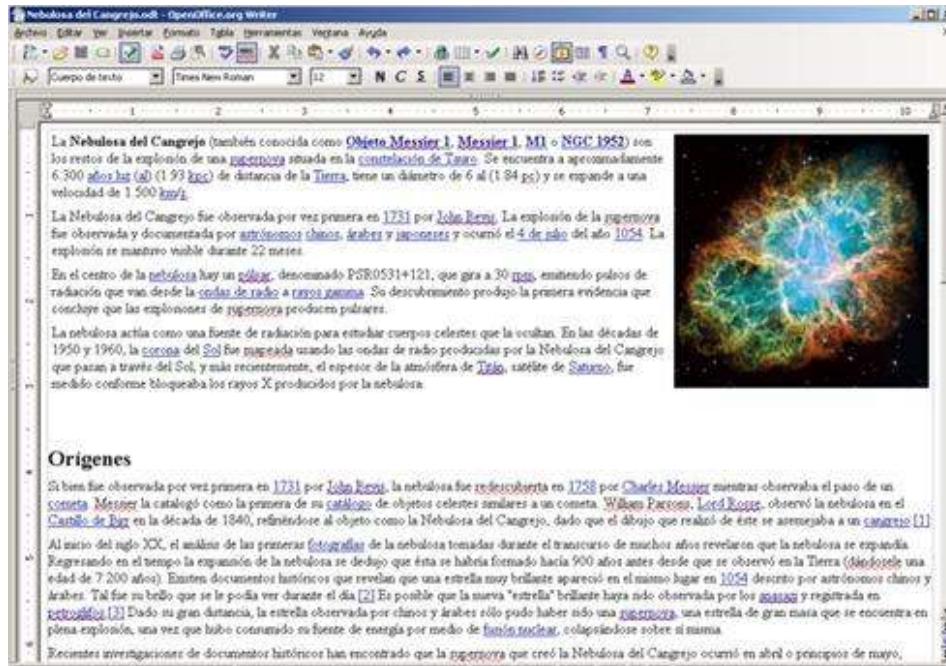 Nebulosa del Cangrejo.odt - OpenOffice.org Writer
Archivo Editar Ver Insertar Formato Tabla Herramientas Ventana Ayuda
Cuerpo de texto Times New Roman 12 N C S
1 2 3 4 5 6 7 8 9 10
La Nebulosa del Cangrejo (también conocida como Objeto Messier 1, Messier 1, M1 o NGC 1952) son
los restos de la explosión de una supernova situada en la constelación de Tauro. Se encuentra a aproximadamente
6.300 años luz (al) (1.93 kpc) de distancia de la Tierra, tiene un diámetro de 6 al (1.84 pc) y se expande a una
velocidad de 1 500 km/s.
La Nebulosa del Cangrejo fue observada por vez primera en 1731 por John Bevis. La explosión de la supernova
fue observada y documentada por astrónomos chinos, árabes y japoneses y ocurrió el 4 de julio del año 1054. La
explosión se mantuvo visible durante 22 meses.
En el centro de la nebulosa hay un púlsar, denominado PSR0531+121, que gira a 30 rpm, emitiendo pulsos de
radiación que van desde la ondas de radio a rayos gamma. Su descubrimiento produjo la primera evidencia que
concluye que las explosiones de supernova producen pulsares.
La nebulosa actúa como una fuente de radiación para estudiar cuerpos celestes que la ocultan. En las décadas de
1950 y 1960, la corona del Sol fue mapeada usando las ondas de radio producidas por la Nebulosa del Cangrejo
que pasan a través del Sol, y más recientemente, el espesor de la atmósfera de Titán, satélite de Saturno, fue
medido conforme bloqueaba los rayos X producidos por la nebulosa.
Orígenes
Si bien fue observada por vez primera en 1731 por John Bevis, la nebulosa fue redescubierta en 1758 por Charles Messier mientras observaba el paso de un
cometa. Messier la catalogó como la primera de su catálogo de objetos celestes similares a un cometa. William Parsons, Lord Rosse, observó la nebulosa en el
Castillo de Birr en la década de 1840, refiriéndose al objeto como la Nebulosa del Cangrejo, dado que el dibujo que realizó de éste se asemejaba a un cangrejo.[1]
Al inicio del siglo XX, el análisis de las primeras fotografías de la nebulosa tomadas durante el transcurso de muchos años revelaron que la nebulosa se expandía.
Regresando en el tiempo la expansión de la nebulosa se dedujo que ésta se habría formado hacía 900 años antes desde que se observó en la Tierra (dándosele una
edad de 7 200 años). Existen documentos históricos que revelan que una estrella muy brillante apareció en el mismo lugar en 1054 descrito por astrónomos chinos y
árabes. Tal fue su brillo que se le podía ver durante el día.[2] Es posible que la nueva "estrella" brillante haya sido observada por los anasazi y registrada en
petroglifos.[3] Dado su gran distancia, la estrella observada por chinos y árabes sólo pudo haber sido una supernova, una estrella de gran masa que se encuentra en
plena explosión, una vez que hubo consumado su fuente de energía por medio de fusión nuclear, colapsándose sobre sí misma.
Recientes investigaciones de documentos históricos han encontrado que la supernova que creó la Nebulosa del Cangrejo ocurrió en abril o principios de mayo,